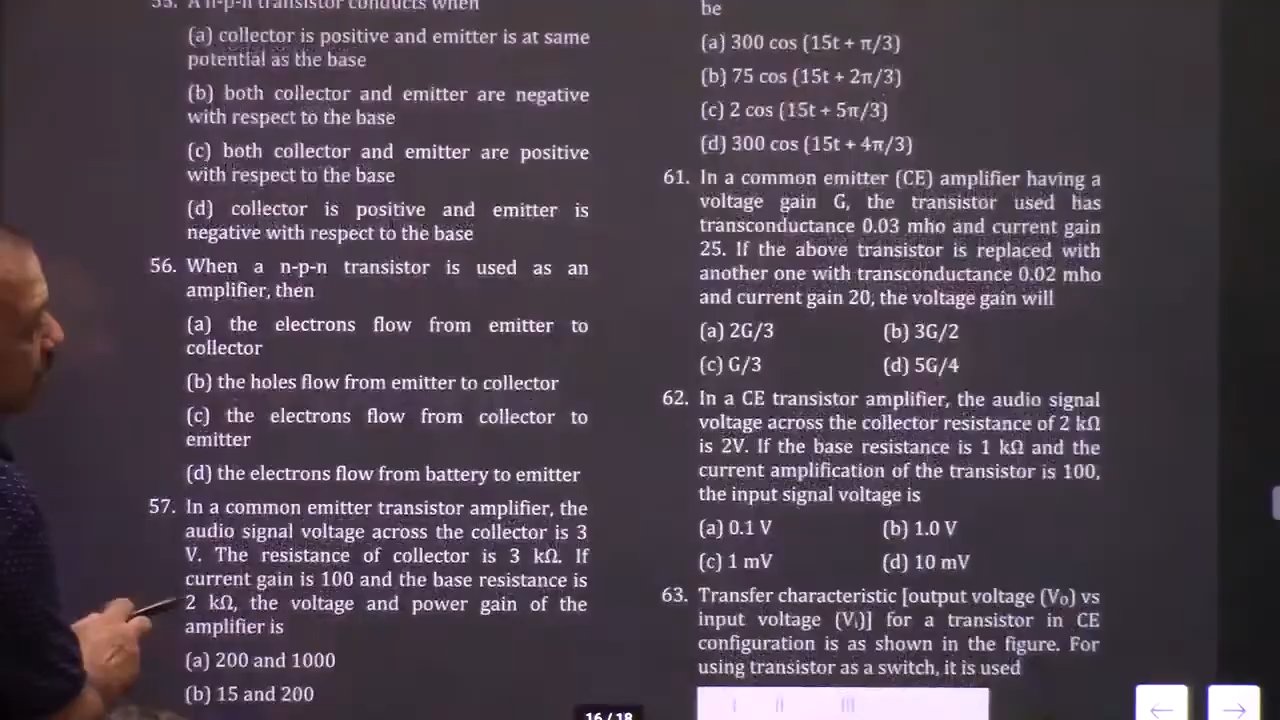 55. A n-p-n transistor conducts when
(a) collector is positive and emitter is at same
potential as the base
(b) both collector and emitter are negative
with respect to the base
(c) both collector and emitter are positive
with respect to the base
(d) collector is positive and emitter is
negative with respect to the base
56. When a n-p-n transistor is used as an
amplifier, then
(a) the electrons flow from emitter to
collector
(b) the holes flow from emitter to collector
(c) the electrons flow from collector to
emitter
(d) the electrons flow from battery to emitter
57. In a common emitter transistor amplifier, the
audio signal voltage across the collector is 3
V. The resistance of collector is 3 kΩ. If
current gain is 100 and the base resistance is
2 kΩ, the voltage and power gain of the
amplifier is
(a) 200 and 1000
(b) 15 and 200
be
(a) 300 cos (15t + π/3)
(b) 75 cos (15t + 2π/3)
(c) 2 cos (15t + 5π/3)
(d) 300 cos (15t + 4π/3)
61. In a common emitter (CE) amplifier having a
voltage gain G, the transistor used has
transconductance 0.03 mho and current gain
25. If the above transistor is replaced with
another one with transconductance 0.02 mho
and current gain 20, the voltage gain will
(a) 2G/3 (b) 3G/2
(c) G/3 (d) 5G/4
62. In a CE transistor amplifier, the audio signal
voltage across the collector resistance of 2 kΩ
is 2V. If the base resistance is 1 kΩ and the
current amplification of the transistor is 100,
the input signal voltage is
(a) 0.1 V (b) 1.0 V
(c) 1 mV (d) 10 mV
63. Transfer characteristic [output voltage (V₀) vs
input voltage (Vᵢ)] for a transistor in CE
configuration is as shown in the figure. For
using transistor as a switch, it is used
I II III
16 / 18